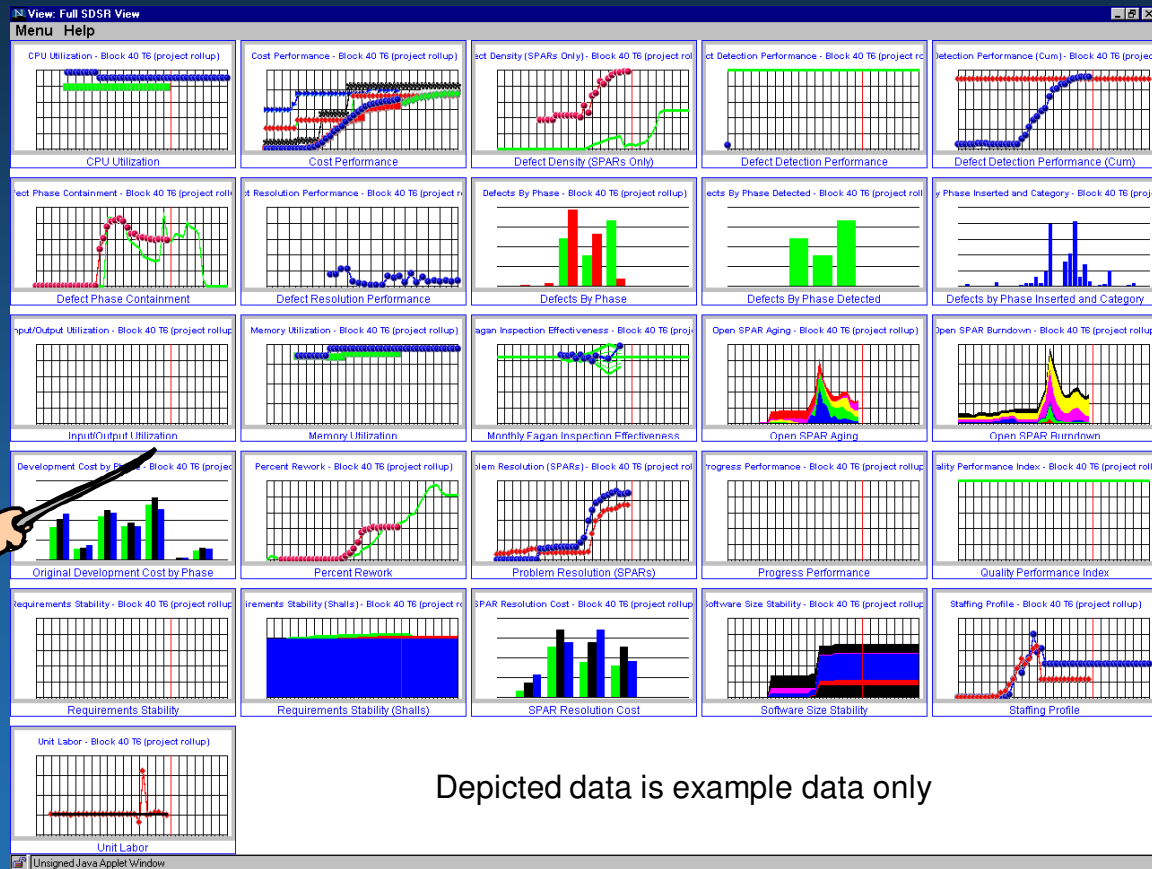 View: Full SDSR View
Menu Help
CPU Utilization - Block 40 T6 (project rollup)
CPU Utilization
Cost Performance - Block 40 T6 (project rollup)
Cost Performance
ect Density (SPARs Only) - Block 40 T6 (project rol
Defect Density (SPARs Only)
ct Detection Performance - Block 40 T6 (project ro
Defect Detection Performance
Detection Performance (Cum) - Block 40 T6 (project
Defect Detection Performance (Cum)
fect Phase Containment - Block 40 T6 (project roll
Defect Phase Containment
ct Resolution Performance - Block 40 T6 (project r
Defect Resolution Performance
Defects By Phase - Block 40 T6 (project rollup)
Defects By Phase
ects By Phase Detected - Block 40 T6 (project roll
Defects By Phase Detected
y Phase Inserted and Category - Block 40 T6 (proj
Defects by Phase Inserted and Category
nput/Output Utilization - Block 40 T6 (project rollup
Input/Output Utilization
Memory Utilization - Block 40 T6 (project rollup)
Memory Utilization
Fagan Inspection Effectiveness - Block 40 T6 (proj
Monthly Fagan Inspection Effectiveness
Open SPAR Aging - Block 40 T6 (project rollup)
Open SPAR Aging
Open SPAR Burndown - Block 40 T6 (project rollup
Open SPAR Burndown
Development Cost by - Block 40 T6 (projec
Original Development Cost by Phase
Percent Rework - Block 40 T6 (project rollup)
Percent Rework
blem Resolution (SPARs) - Block 40 T6 (project rol
Problem Resolution (SPARs)
Progress Performance - Block 40 T6 (project rollup
Progress Performance
ality Performance Index - Block 40 T6 (project roll
Quality Performance Index
Requirements Stability - Block 40 T6 (project rollup
Requirements Stability
irements Stability (Shalls) - Block 40 T6 (project ro
Requirements Stability (Shalls)
SPAR Resolution Cost - Block 40 T6 (project rollup
SPAR Resolution Cost
Software Size Stability - Block 40 T6 (project rollup
Software Size Stability
Staffing Profile - Block 40 T6 (project rollup)
Staffing Profile
Unit Labor - Block 40 T6 (project rollup)
Unit Labor
Depicted data is example data only
Unsigned Java Applet Window